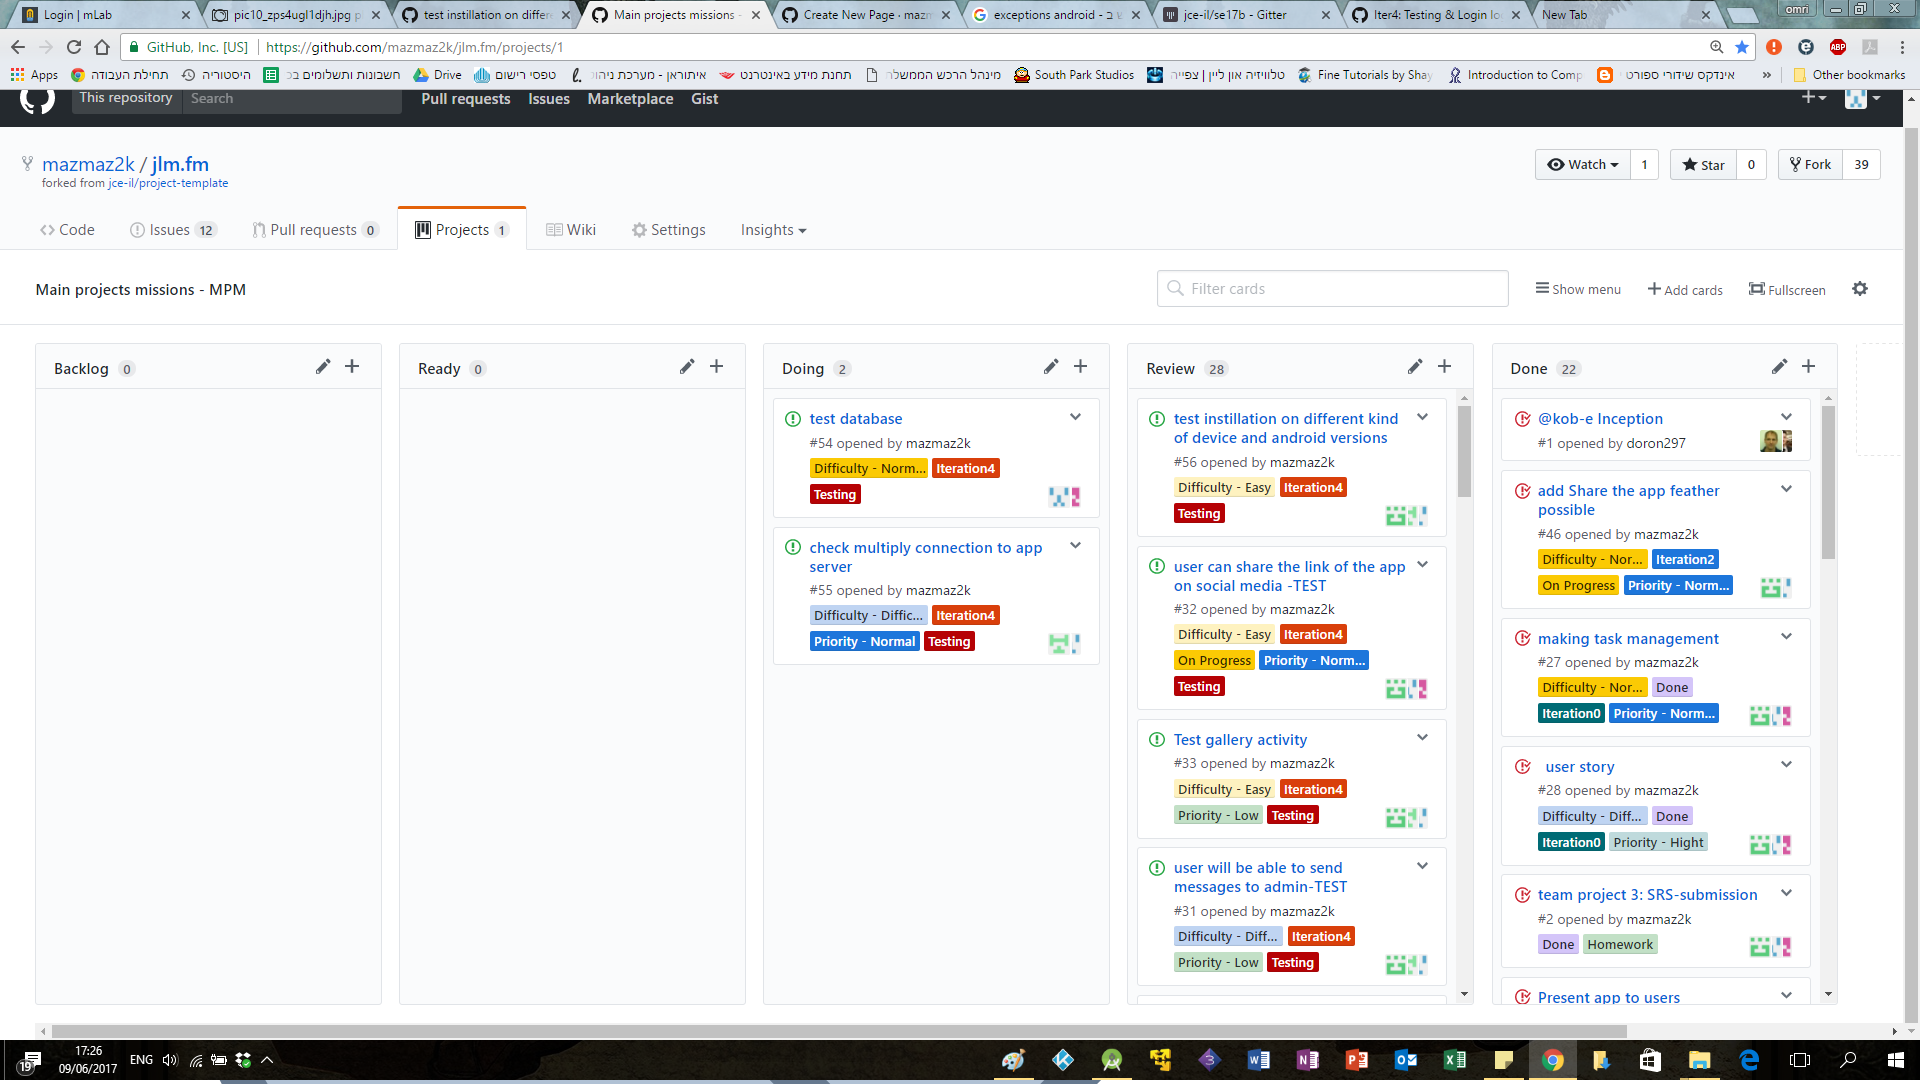 Login | mLab
pic10_zps4ugl1djh.jpg p
test instillation on differe
Main projects missions -
Create New Page · mazm
exceptions android - ש ב
jce-il/se17b - Gitter
Iter4: Testing & Login lo
New Tab
omri
GitHub, Inc. [US]
https://github.com/mazmaz2k/jlm.fm/projects/1
ABP
Apps
תחילת העבודה
היסטוריה
חשבונות ותשלומים בכ
Drive
טפסי רישום
איתוראן - מערכת ניהוכ
תחנת מידע באינטרנט
מינהל הרכש הממשלת
South Park Studios
טלוויזיה און ליין | צפייה
Fine Tutorials by Shay
Introduction to Comp
אינדקס שידורי ספורט
»
Other bookmarks
This repository
Search
Pull requests
Issues
Marketplace
Gist
mazmaz2k / jlm.fm
forked from jce-il/project-template
Watch
1
Star
0
Fork
39
Code
Issues 12
Pull requests 0
Projects 1
Wiki
Settings
Insights
Main projects missions - MPM
Filter cards
Show menu
Add cards
Fullscreen
Backlog 0
Ready 0
Doing 2
test database
#54 opened by mazmaz2k
Difficulty - Norm... Iteration4
Testing
check multiply connection to app
server
#55 opened by mazmaz2k
Difficulty - Diffic... Iteration4
Priority - Normal Testing
Review 28
test instillation on different kind
of device and android versions
#56 opened by mazmaz2k
Difficulty - Easy Iteration4
Testing
user can share the link of the app
on social media -TEST
#32 opened by mazmaz2k
Difficulty - Easy Iteration4
On Progress Priority - Norm...
Testing
Test gallery activity
#33 opened by mazmaz2k
Difficulty - Easy Iteration4
Priority - Low Testing
user will be able to send
messages to admin-TEST
#31 opened by mazmaz2k
Difficulty - Diff... Iteration4
Priority - Low Testing
Done 22
@kob-e Inception
#1 opened by doron297
add Share the app feather
possible
#46 opened by mazmaz2k
Difficulty - Nor... Iteration2
On Progress Priority - Norm...
making task management
#27 opened by mazmaz2k
Difficulty - Nor... Done
Iteration0 Priority - Norm...
user story
#28 opened by mazmaz2k
Difficulty - Diff... Done
Iteration0 Priority - Hight
team project 3: SRS-submission
#2 opened by mazmaz2k
Done Homework
Present app to users
19
17:26
09/06/2017
ENG